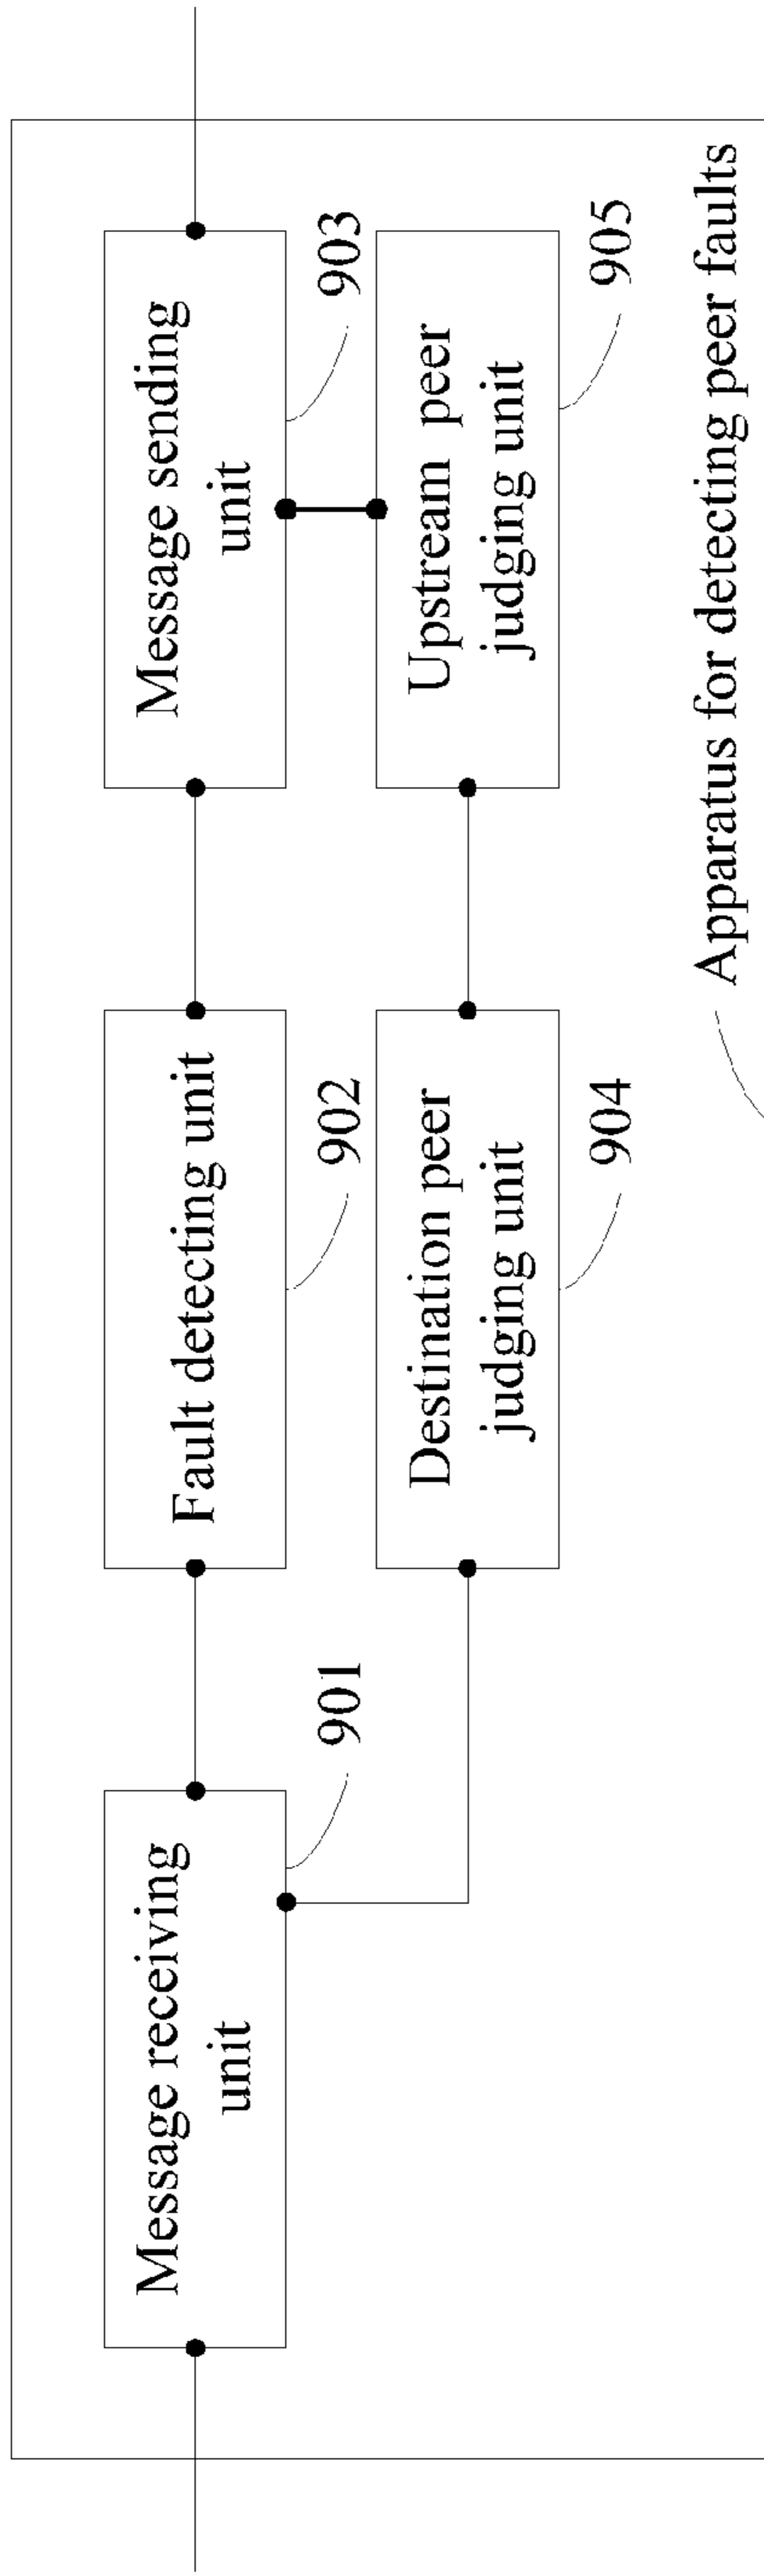 Message receiving
unit
901
Fault detecting unit
902
Message sending
unit
903
Destination peer
judging unit
904
Upstream peer
judging unit
905
Apparatus for detecting peer faults